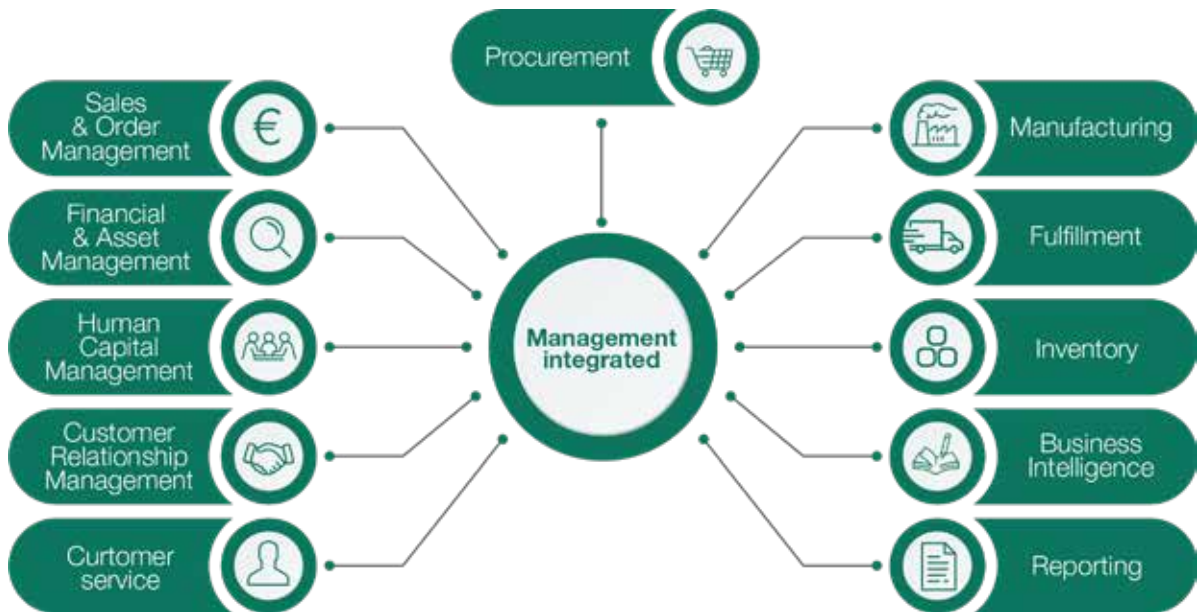 Procurement
Sales
& Order
Management
€
Financial
& Asset
Management
Human
Capital
Management
Customer
Relationship
Management
Curtomer
service
Management
integrated
Manufacturing
Fulfillment
Inventory
Business
Intelligence
Reporting